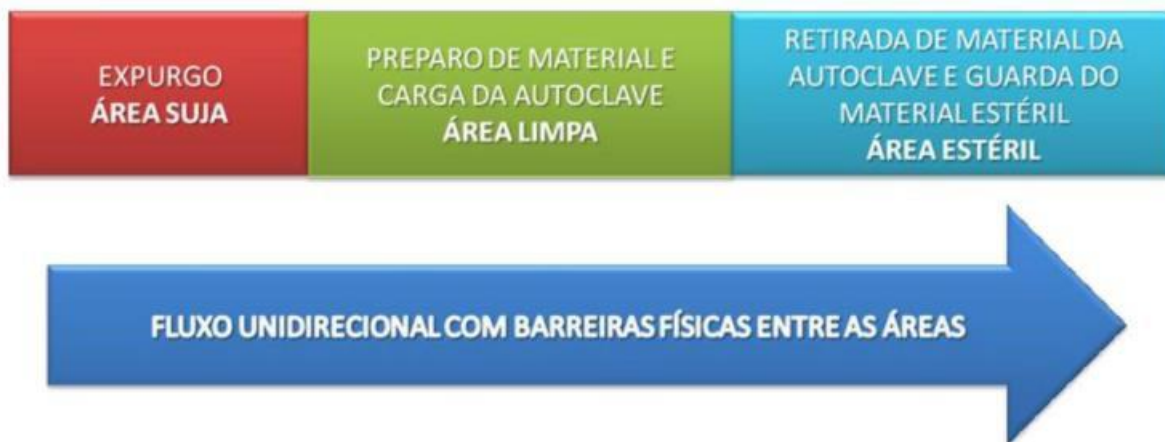 EXPURGO
ÁREA SUJA
PREPARO DE MATERIAL E
CARGA DA AUTOCLAVE
ÁREA LIMPA
RETIRADA DE MATERIAL DA
AUTOCLAVE E GUARDA DO
MATERIAL ESTÉRIL
ÁREA ESTÉRIL
FLUXO UNIDIRECIONAL COM BARREIRAS FÍSICAS ENTRE AS ÁREAS